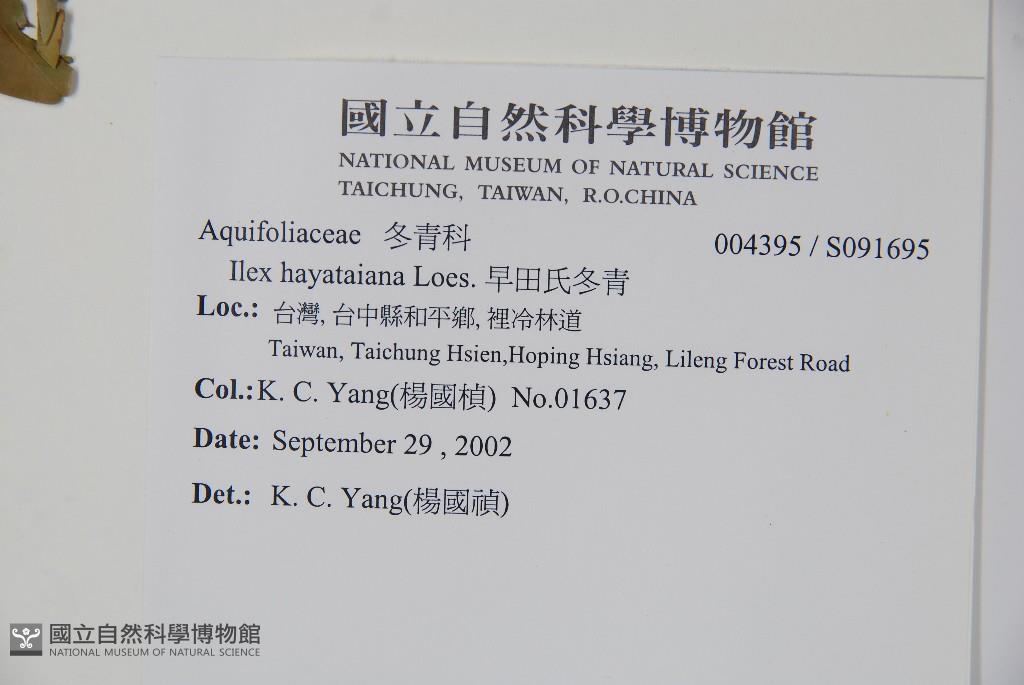 國立自然科學博物館
NATIONAL MUSEUM OF NATURAL SCIENCE
TAICHUNG, TAIWAN, R.O.CHINA
Aquifoliaceae 冬青科 004395 / S091695
Ilex hayataiana Loes. 早田氏冬青
Loc.: 台灣, 台中縣和平鄉, 裡冷林道
Taiwan, Taichung Hsien,Hoping Hsiang, Lileng Forest Road
Col.: K. C. Yang(楊國楨) No.01637
Date: September 29 , 2002
Det.: K. C. Yang(楊國禎)
國立自然科學博物館
NATIONAL MUSEUM OF NATURAL SCIENCE